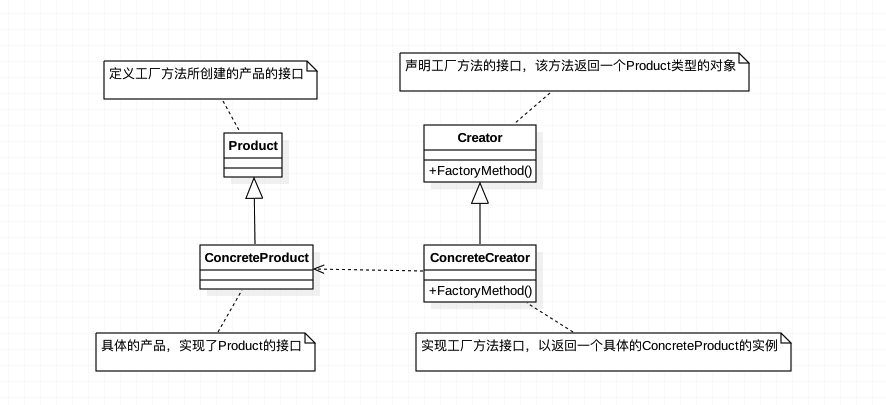 定义工厂方法所创建的产品的接口
声明工厂方法的接口，该方法返回一个Product类型的对象
Product
Creator
+FactoryMethod()
ConcreteProduct
ConcreteCreator
+FactoryMethod()
具体的产品，实现了Product的接口
实现工厂方法接口，以返回一个具体的ConcreteProduct的实例